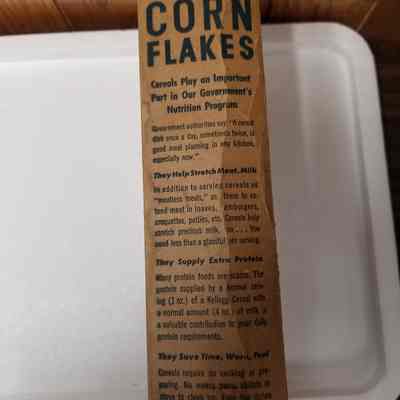 CORN
FLAKES
Cereals Play an Important
Part in Our Government's
Nutrition Program
Government authorities say: "A cereal
dish once a day, sometimes twice, is
good meal planning in any kitchen,
especially now."
They Help Stretch Meat, Milk
In addition to serving cereals as
"meatless meals," use them to ex-
tend meat in loaves, hamburgers,
croquettes, patties, etc. Cereals help
stretch precious milk, too... You
need less than a glassful per serving.
They Supply Extra Protein
Many protein foods are scarce. The
protein supplied by a normal serv-
ing (1 oz.) of a Kellogg Cereal with
a normal amount (4 oz.) of milk is
a valuable contribution to your daily
protein requirements.
They Save Time, Work, Fuel
Cereals require no cooking or pre-
paring. No messy pans, skillets or